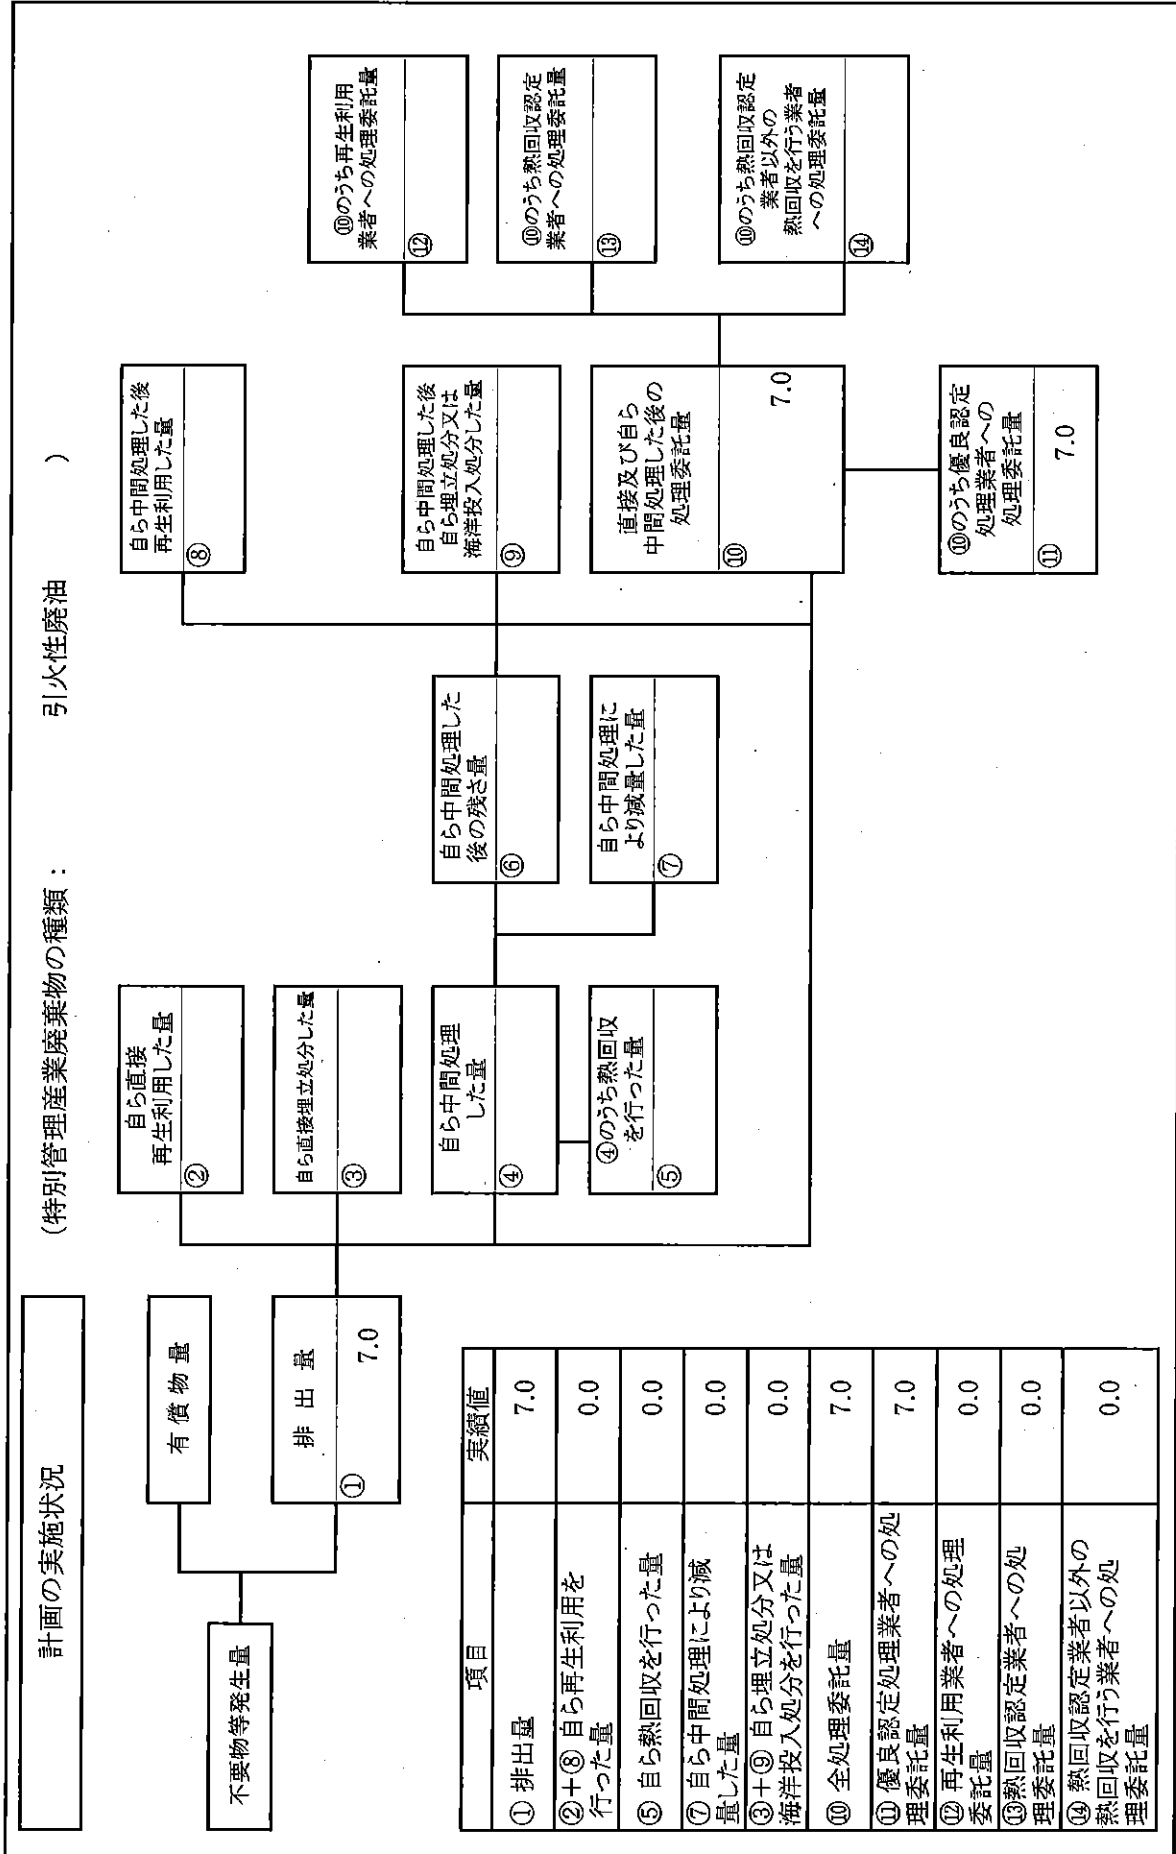 計画の実施状況
(特別管理産業廃棄物の種類： 引火性廃油 )
不要物等発生量
有償物量
排出量
① 7.0
自ら直接
再生利用した量
②
自ら直接埋立処分した量
③
自ら中間処理
した量
④
④のうち熱回収
を行った量
⑤
自ら中間処理した
後の残さ量
⑥
自ら中間処理に
より減量した量
⑦
自ら中間処理した後
再生利用した量
⑧
自ら中間処理した後
自ら埋立処分又は
海洋投入処分した量
⑨
直接及び自ら
中間処理した後の
処理委託量
⑩ 7.0
⑩のうち優良認定
処理業者への
処理委託量
⑪ 7.0
⑩のうち再生利用
業者への処理委託量
⑫
⑩のうち熱回収認定
業者への処理委託量
⑬
⑩のうち熱回収認定
業者以外の
熱回収を行う業者
への処理委託量
⑭
項目 実績値
①排出量 7.0
②+⑧ 自ら再生利用を
行った量 0.0
⑤ 自ら熱回収を行った量 0.0
⑦ 自ら中間処理により減
量した量 0.0
③+⑨ 自ら埋立処分又は
海洋投入処分を行った量 0.0
⑩ 全処理委託量 7.0
⑪ 優良認定処理業者への処
理委託量 7.0
⑫ 再生利用業者への処理
委託量 0.0
⑬熱回収認定業者への処
理委託量 0.0
⑭ 熱回収認定業者以外の
熱回収を行う業者への処
理委託量 0.0